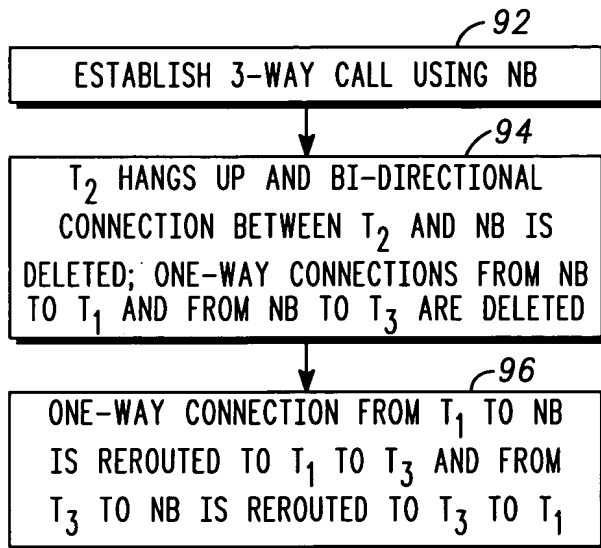 92
ESTABLISH 3-WAY CALL USING NB
94
T2 HANGS UP AND BI-DIRECTIONAL
CONNECTION BETWEEN T2 AND NB IS
DELETED; ONE-WAY CONNECTIONS FROM NB
TO T1 AND FROM NB TO T3 ARE DELETED
96
ONE-WAY CONNECTION FROM T1 TO NB
IS REROUTED TO T1 TO T3 AND FROM
T3 TO NB IS REROUTED TO T3 TO T1